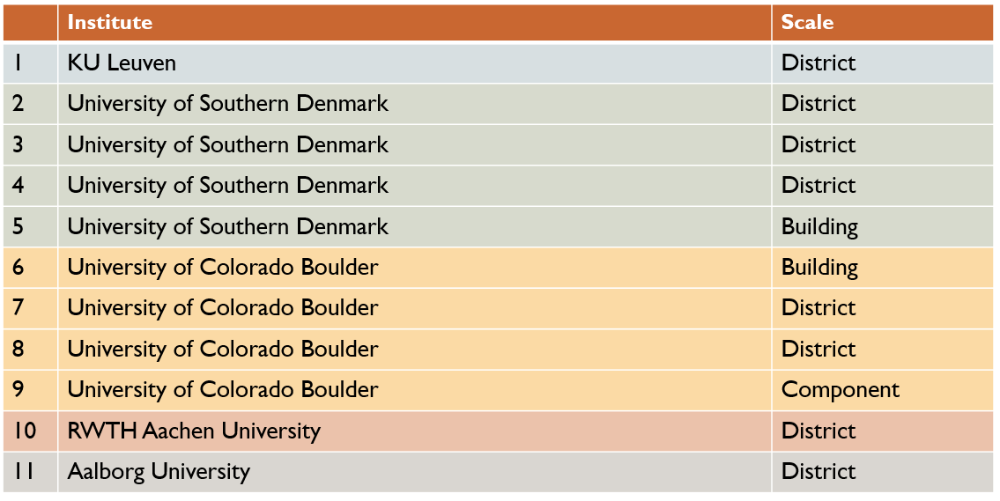 Institute Scale
1 KU Leuven District
2 University of Southern Denmark District
3 University of Southern Denmark District
4 University of Southern Denmark District
5 University of Southern Denmark Building
6 University of Colorado Boulder Building
7 University of Colorado Boulder District
8 University of Colorado Boulder District
9 University of Colorado Boulder Component
10 RWTH Aachen University District
11 Aalborg University District